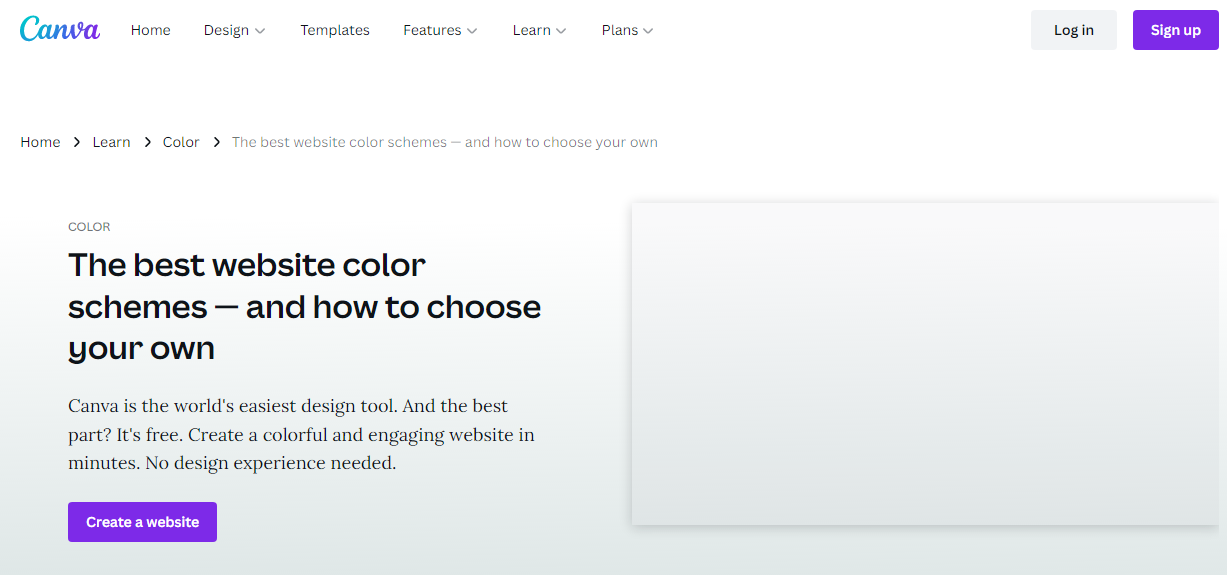 Canva Home Design Templates Features Learn Plans Log in Sign up
Home Learn Color The best website color schemes — and how to choose your own
COLOR
The best website color
schemes — and how to choose
your own
Canva is the world's easiest design tool. And the best
part? It's free. Create a colorful and engaging website in
minutes. No design experience needed.
Create a website